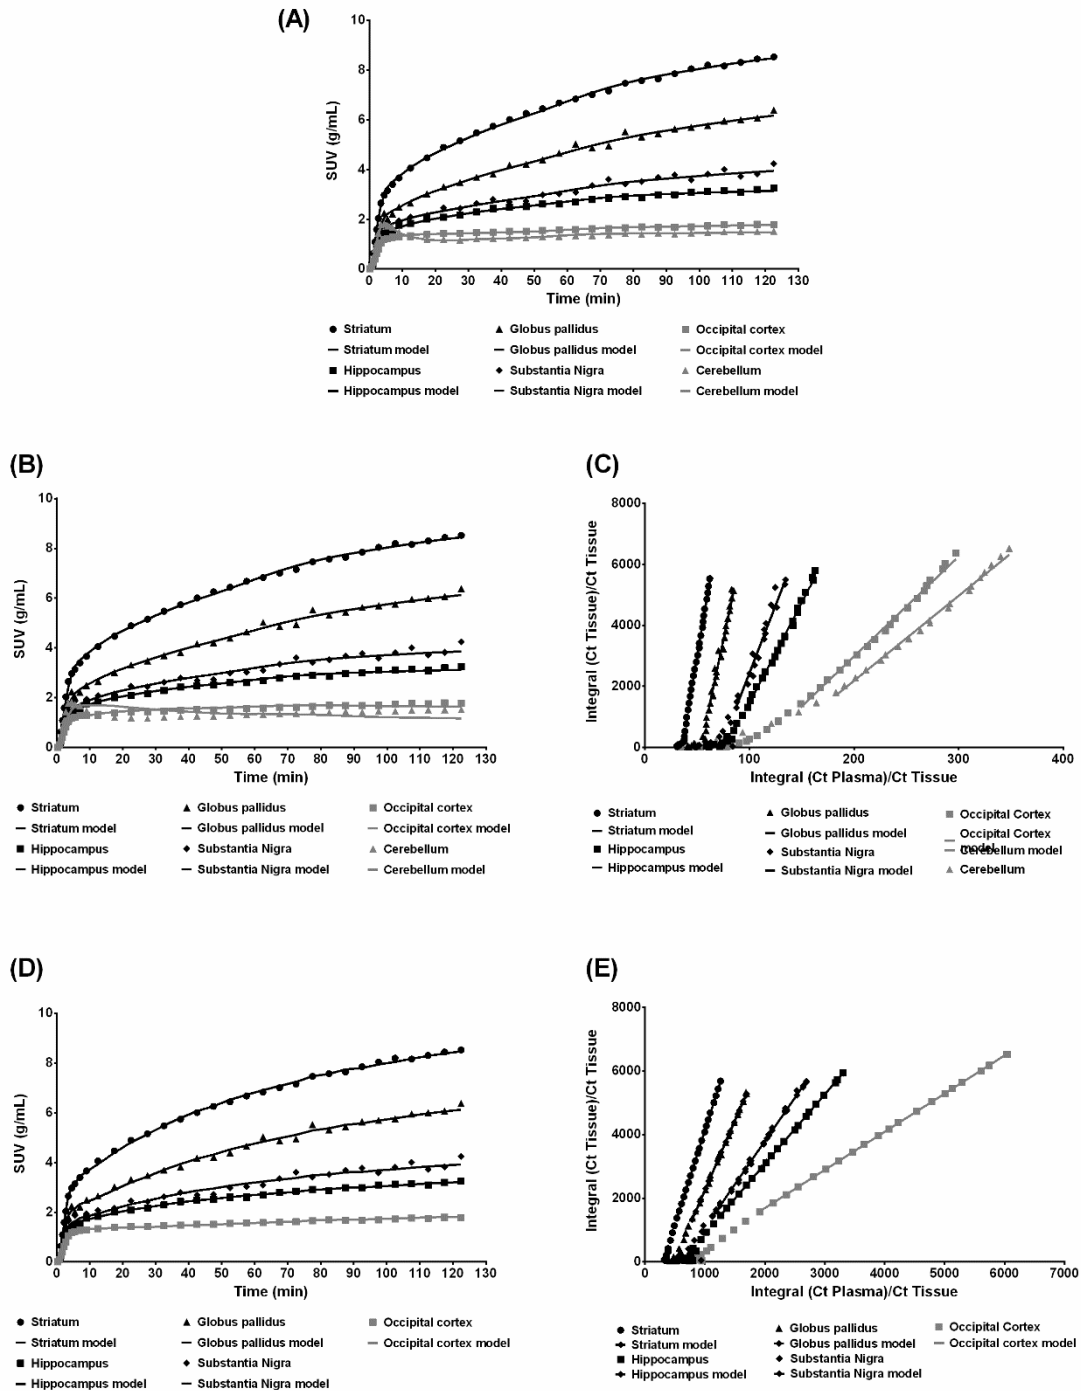 (A)
10
8
6
4
2
0
SUV (g/mL)
0 10 20 30 40 50 60 70 80 90 100 110 120 130
Time (min)
Striatum Globus pallidus Occipital cortex
Striatum model Globus pallidus model Occipital cortex model
Hippocampus Substantia Nigra Cerebellum
Hippocampus model Substantia Nigra model Cerebellum model
(B)
10
8
6
4
2
0
SUV (g/mL)
0 10 20 30 40 50 60 70 80 90 100 110 120 130
Time (min)
Striatum Globus pallidus Occipital cortex
Striatum model Globus pallidus model Occipital cortex model
Hippocampus Substantia Nigra Cerebellum
Hippocampus model Substantia Nigra model Cerebellum model
(C)
8000
6000
4000
2000
0
Integral (Ct Tissue)/Ct Tissue
0 100 200 300 400
Integral (Ct Plasma)/Ct Tissue
Striatum Globus pallidus Occipital Cortex
Striatum model Globus pallidus model Occipital Cortex
model
Hippocampus Substantia Nigra Cerebellum model
Hippocampus model Substantia Nigra model Cerebellum
(D)
10
8
6
4
2
0
SUV (g/mL)
0 10 20 30 40 50 60 70 80 90 100 110 120 130
Time (min)
Striatum Globus pallidus Occipital cortex
Striatum model Globus pallidus model Occipital cortex model
Hippocampus Substantia Nigra
Hippocampus model Substantia Nigra model
(E)
8000
6000
4000
2000
0
Integral (Ct Tissue)/Ct Tissue
0 1000 2000 3000 4000 5000 6000 7000
Integral (Ct Plasma)/Ct Tissue
Striatum Globus pallidus Occipital Cortex
Striatum model Globus pallidus model Occipital cortex model
Hippocampus Substantia Nigra
Hippocampus model Substantia Nigra model